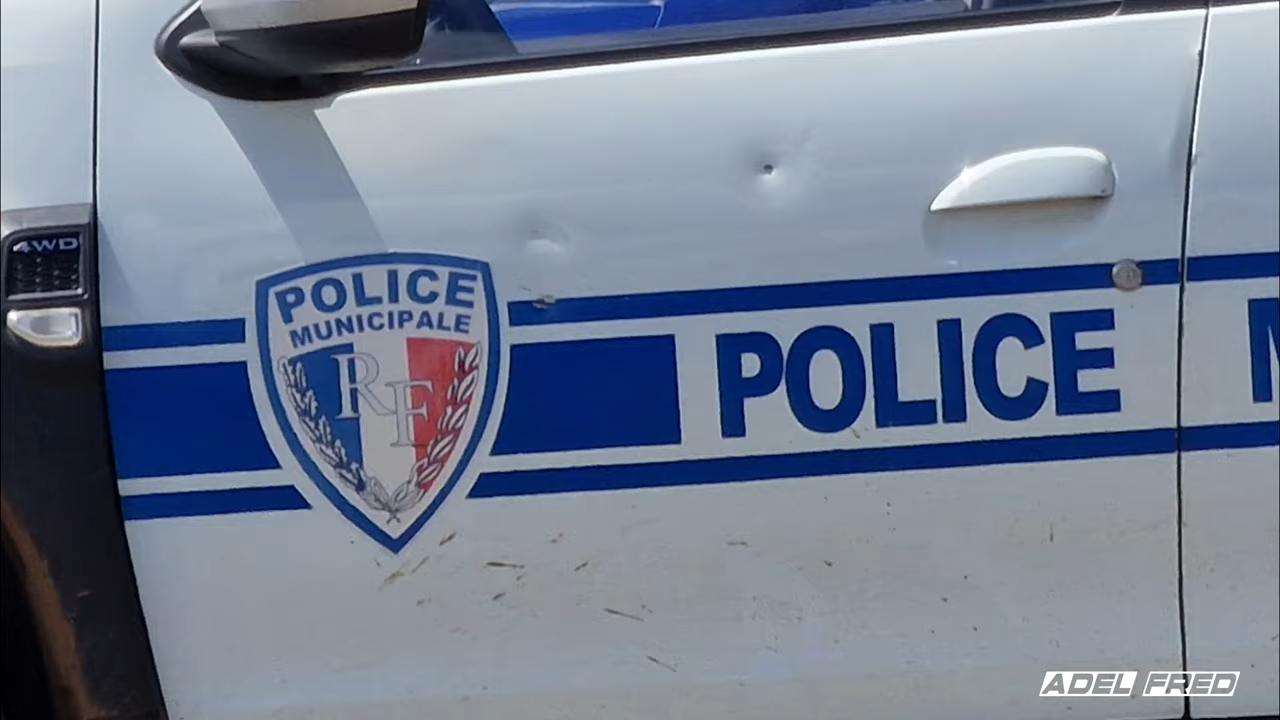 4WD
POLICE
MUNICIPALE
RF
POLICE M
ADEL FRED